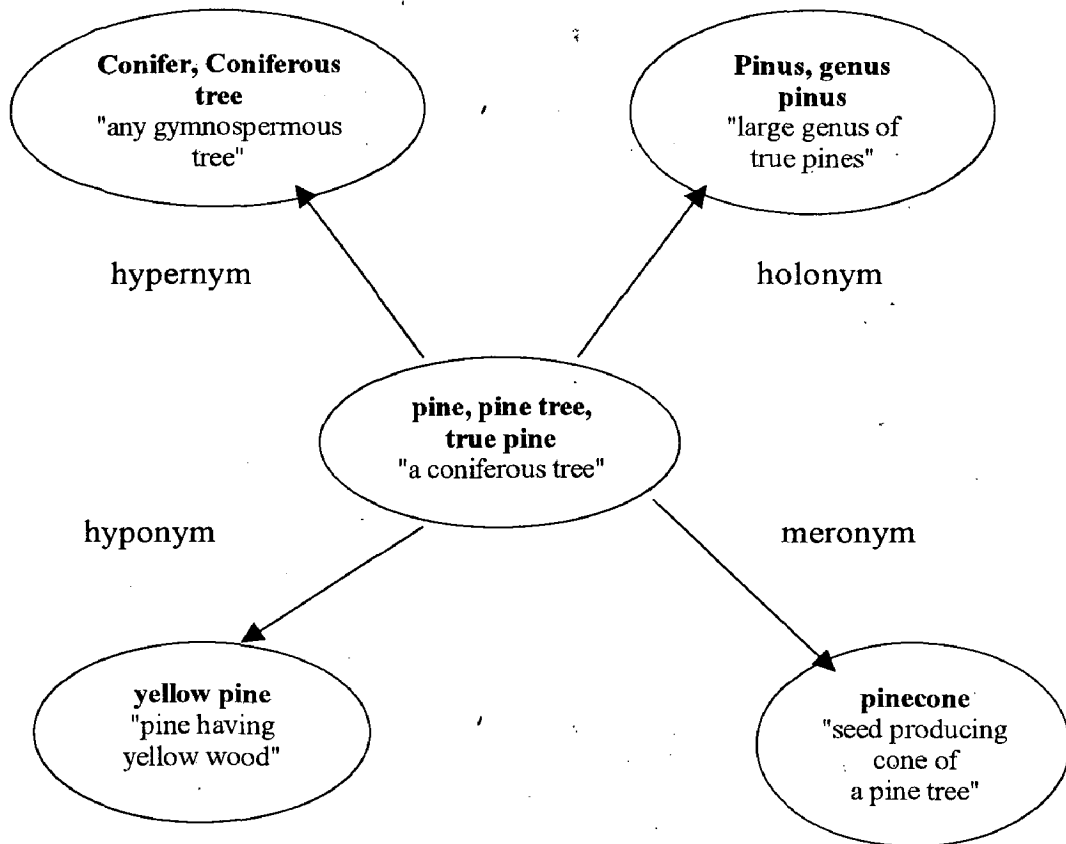 Conifer, Coniferous
tree
"any gymnospermous
tree"
Pinus, genus
pinus
"large genus of
true pines"
hypernym
holonym
pine, pine tree,
true pine
"a coniferous tree"
hyponym
meronym
yellow pine
"pine having
yellow wood"
pinecone
"seed producing
cone of
a pine tree"